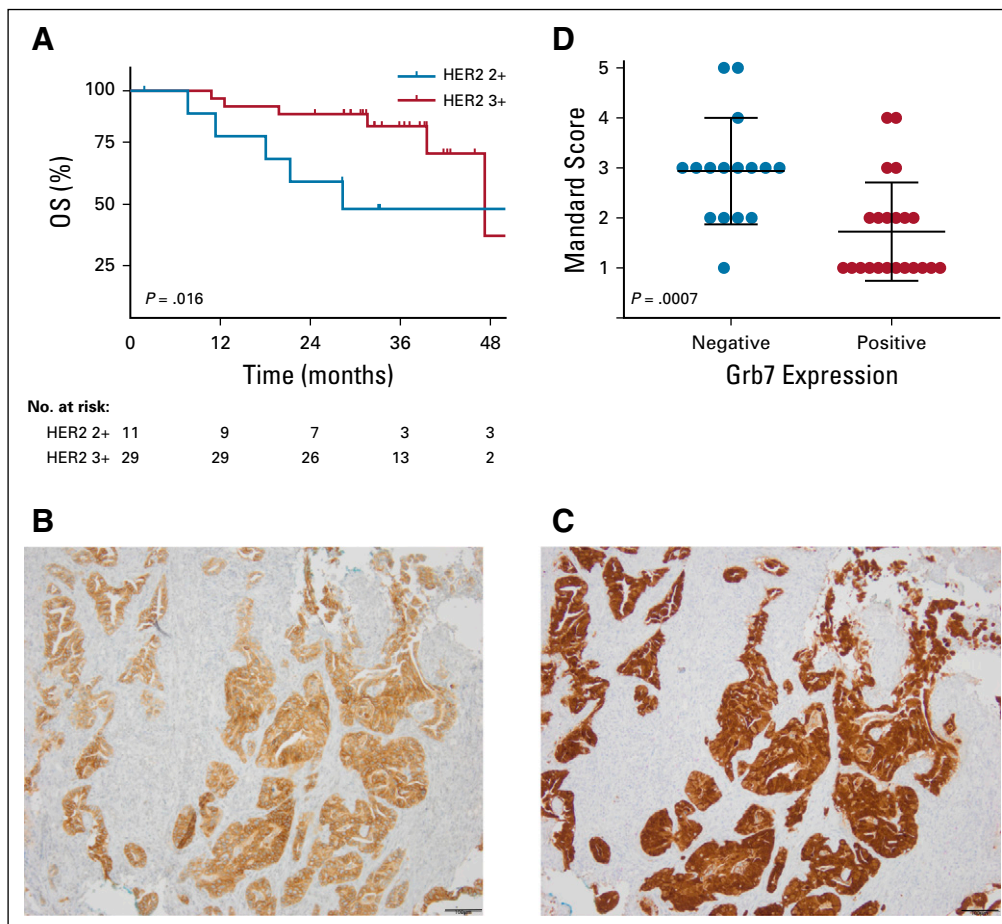 A
HER2 2+
HER2 3+
100
75
50
25
OS (%)
P = .016
0 12 24 36 48
Time (months)
No. at risk:
HER2 2+ 11 9 7 3 3
HER2 3+ 29 29 26 13 2
D
5
4
3
2
1
Mandard Score
P = .0007
Negative Positive
Grb7 Expression
B
C